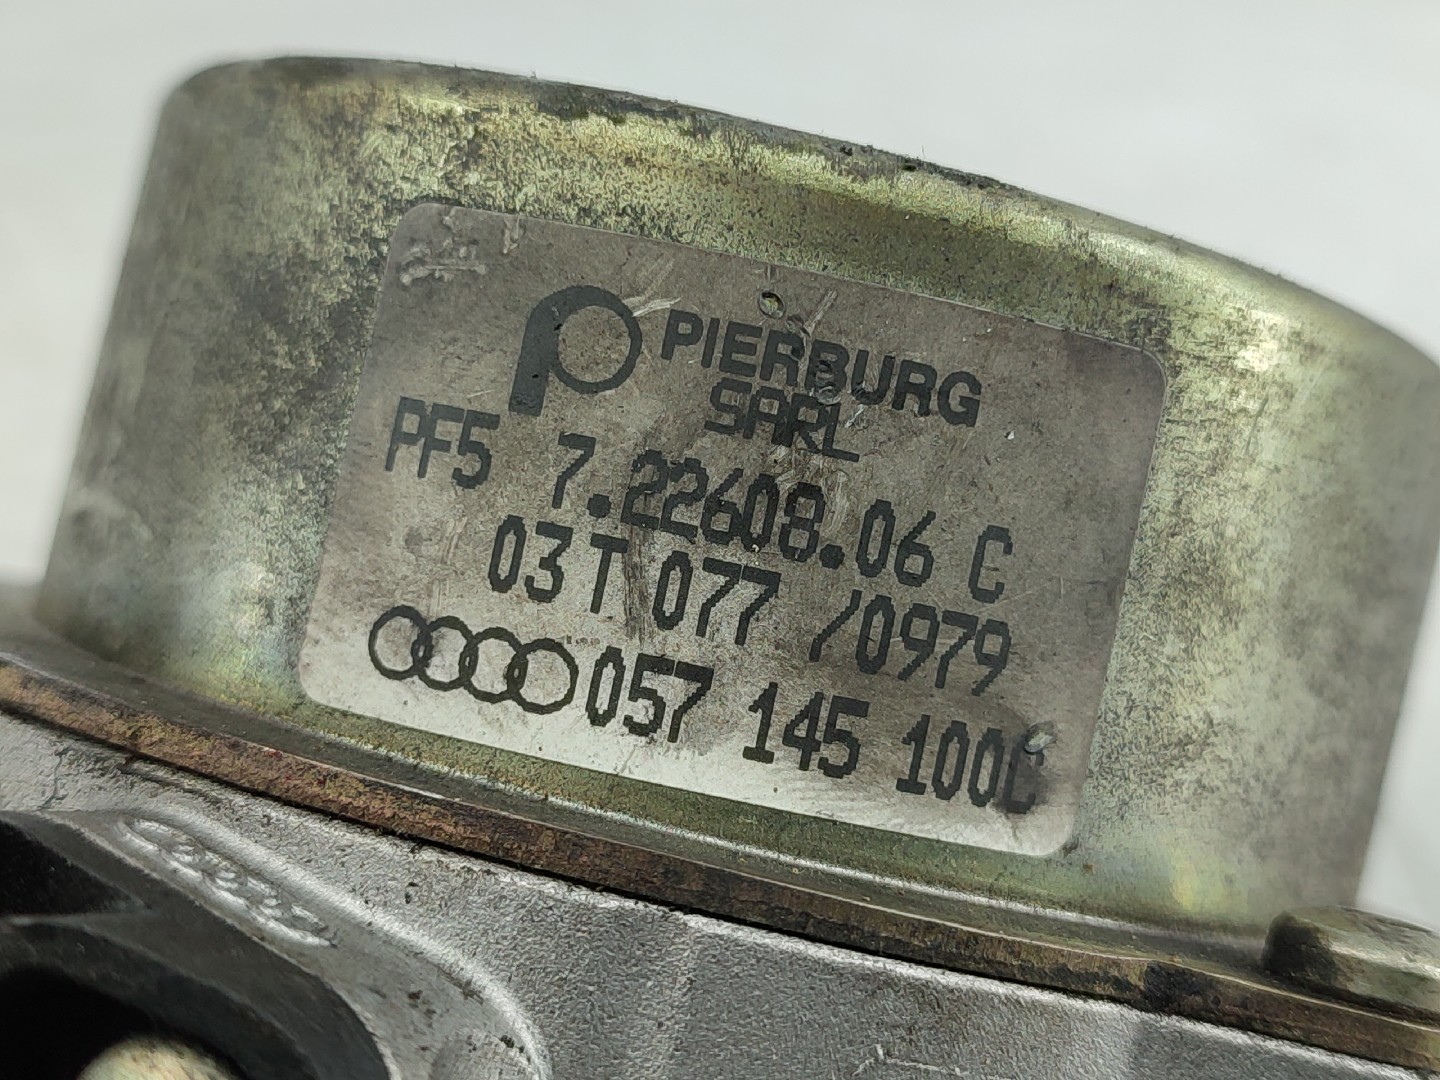 PIERBURG
SARL
PF5 7.22608.06 C
03T 077 /0979
057 145 100C